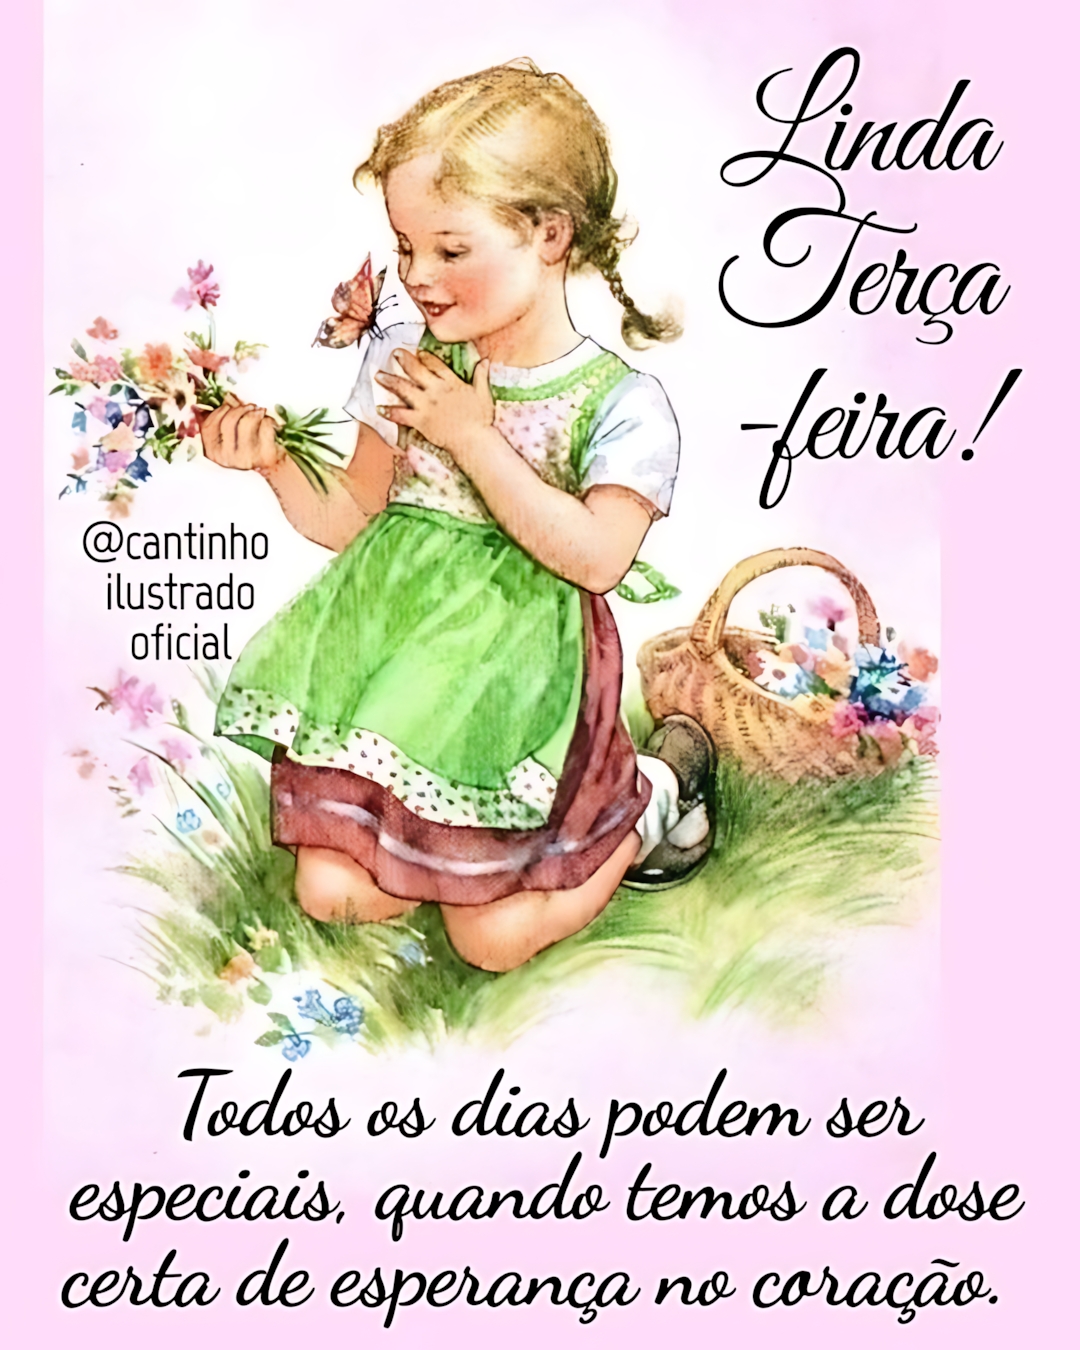 Linda
Terça
-feira!
@cantinho
ilustrado
oficial
Todos os dias podem ser
especiais, quando temos a dose
certa de esperança no coração.